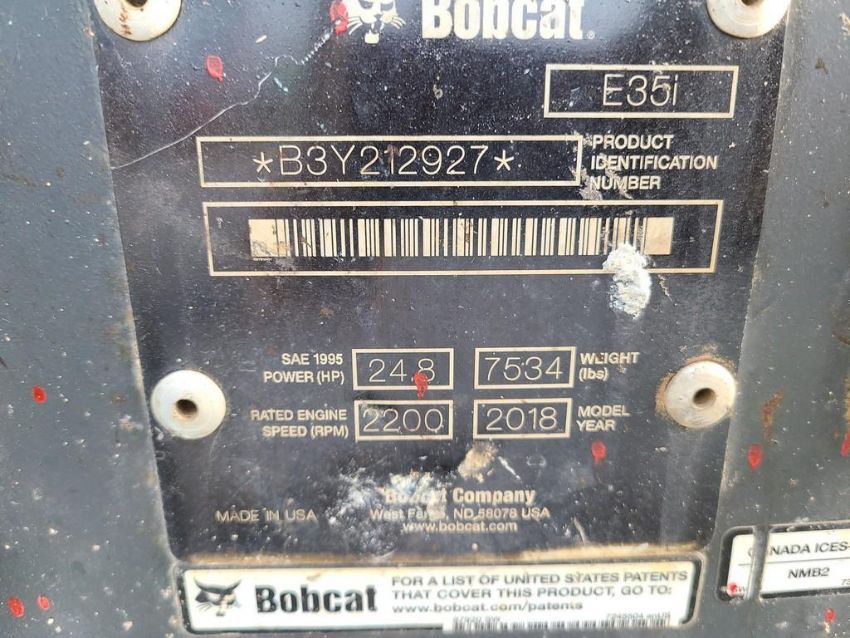 Bobcat®
E35i
*B3Y212927*
PRODUCT
IDENTIFICATION
NUMBER
SAE 1995
POWER (HP)
24.8
7534
WEIGHT
(lbs)
RATED ENGINE
SPEED (RPM)
2200
2018
MODEL
YEAR
Bobcat Company
West Fargo, ND 58078 USA
www.bobcat.com
MADE IN USA
Bobcat
FOR A LIST OF UNITED STATES PATENTS
THAT COVER THIS PRODUCT, GO TO:
www.bobcat.com/patents
NADA ICES-
NMB2